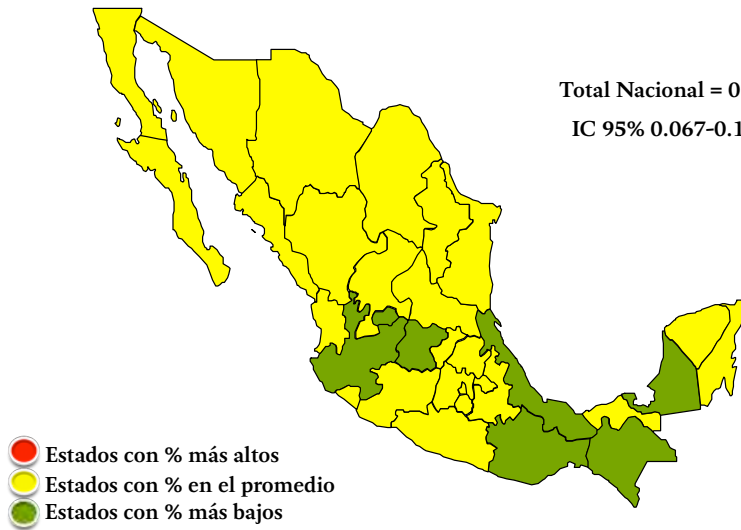 Total Nacional = 0
IC 95% 0.067-0.1
Estados con % más altos
Estados con % en el promedio
Estados con % más bajos